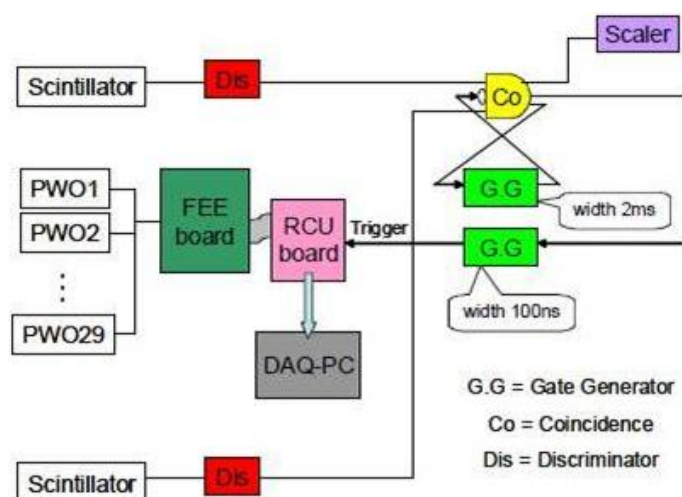 Scaler
Scintillator
Dis
Co
PWO1
PWO2
⋮
PWO29
FEE
board
RCU
board
Trigger
G.G
width 2ms
G.G
width 100ns
DAQ-PC
G.G = Gate Generator
Co = Coincidence
Dis = Discriminator
Scintillator
Dis